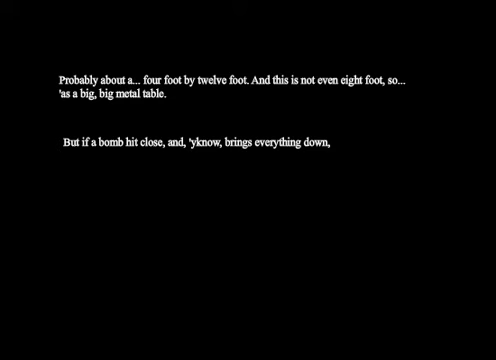 Probably about a... four foot by twelve foot. And this is not even eight foot, so...
'as a big, big metal table.
But if a bomb hit close, and, 'yknow, brings everything down,